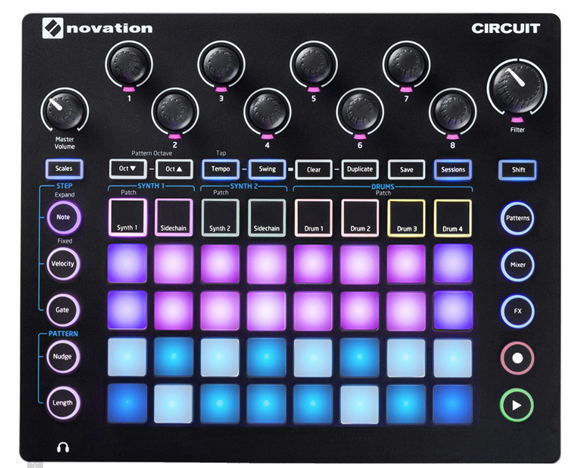 novation
CIRCUIT
1
3
5
7
2
4
6
8
Master
Volume
Filter
Pattern Octave
Tap
Scales
Oct ▼
Oct ▲
Tempo
Swing
Clear
Duplicate
Save
Sessions
Shift
STEP
SYNTH 1
SYNTH 2
DRUMS
Expand
Patch
Patch
Patch
Note
Synth 1
Sidechain
Synth 2
Sidechain
Drum 1
Drum 2
Drum 3
Drum 4
Patterns
Fixed
Velocity
Mixer
Gate
FX
PATTERN
Nudge
Length